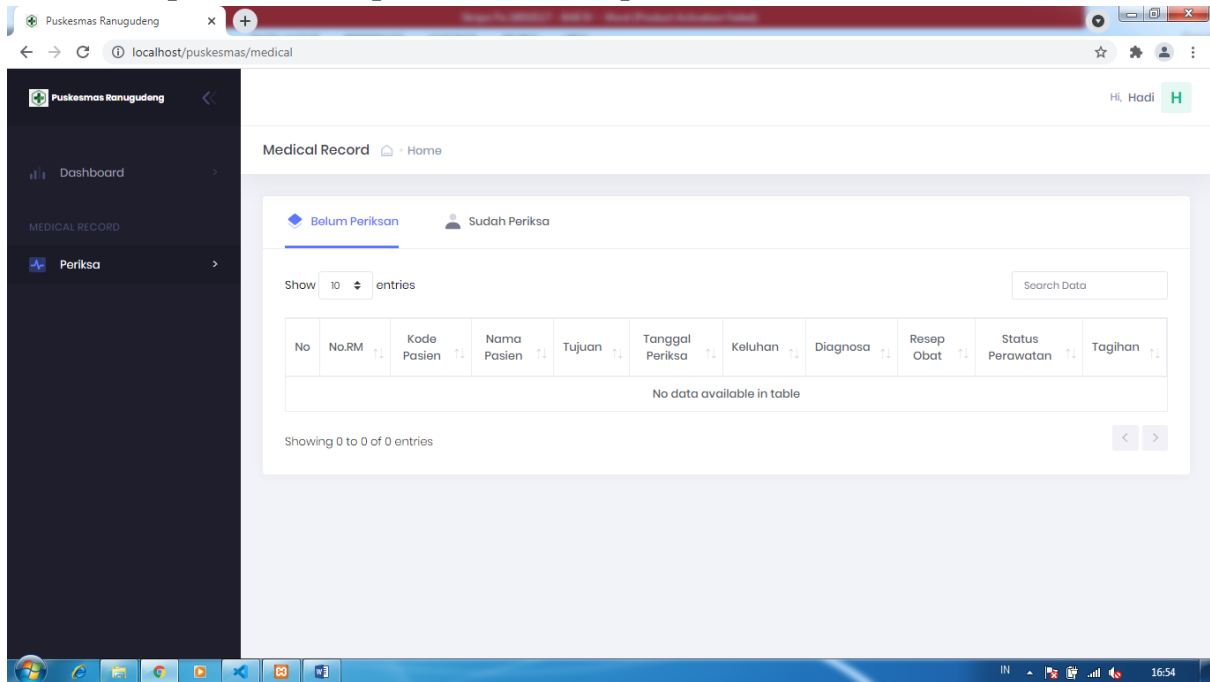 Puskesmas Ranugudeng
localhost/puskesmas/medical
Puskesmas Ranugudeng
Hi, Hadi H
Medical Record - Home
Dashboard
MEDICAL RECORD
Periksa
Belum Periksan Sudah Periksa
Show 10 entries
Search Data
No No.RM Kode Pasien Nama Pasien Tujuan Tanggal Periksa Keluhan Diagnosa Resep Obat Status Perawatan Tagihan
No data available in table
Showing 0 to 0 of 0 entries
IN 16:54